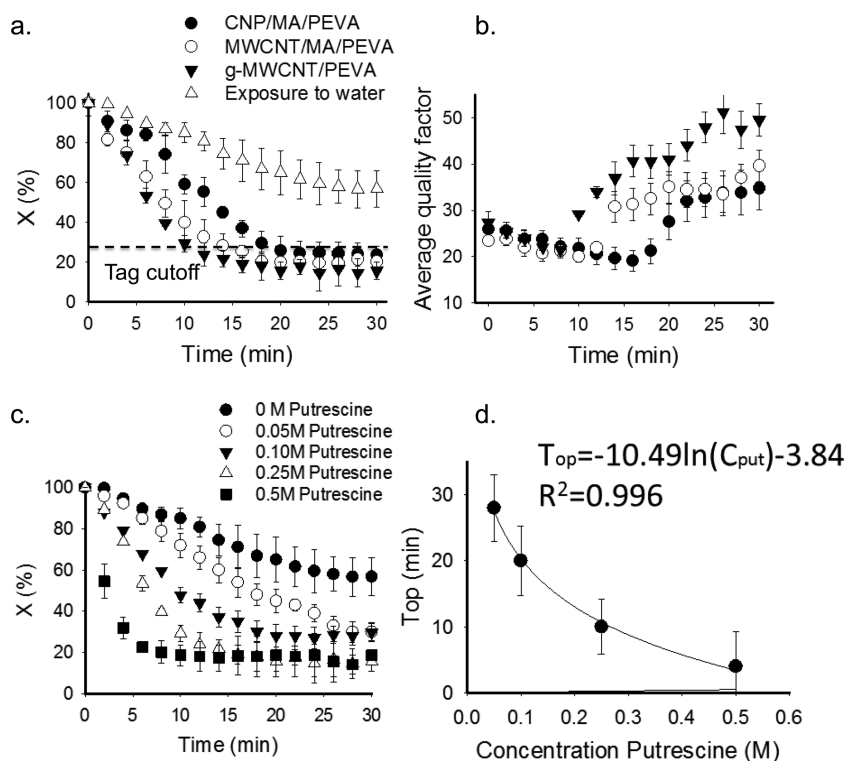 a.
CNP/MA/PEVA
MWCNT/MA/PEVA
g-MWCNT/PEVA
Exposure to water
100
80
60
40
20
0
X (%)
Tag cutoff
0 5 10 15 20 25 30
Time (min)
b.
50
40
30
20
10
Average quality factor
0 5 10 15 20 25 30
Time (min)
c.
0 M Putrescine
0.05M Putrescine
0.10M Putrescine
0.25M Putrescine
0.5M Putrescine
100
80
60
40
20
0
X (%)
0 5 10 15 20 25 30
Time (min)
d.
Top=-10.49ln(Cput)-3.84
R²=0.996
30
20
10
0
Top (min)
0.0 0.1 0.2 0.3 0.4 0.5 0.6
Concentration Putrescine (M)